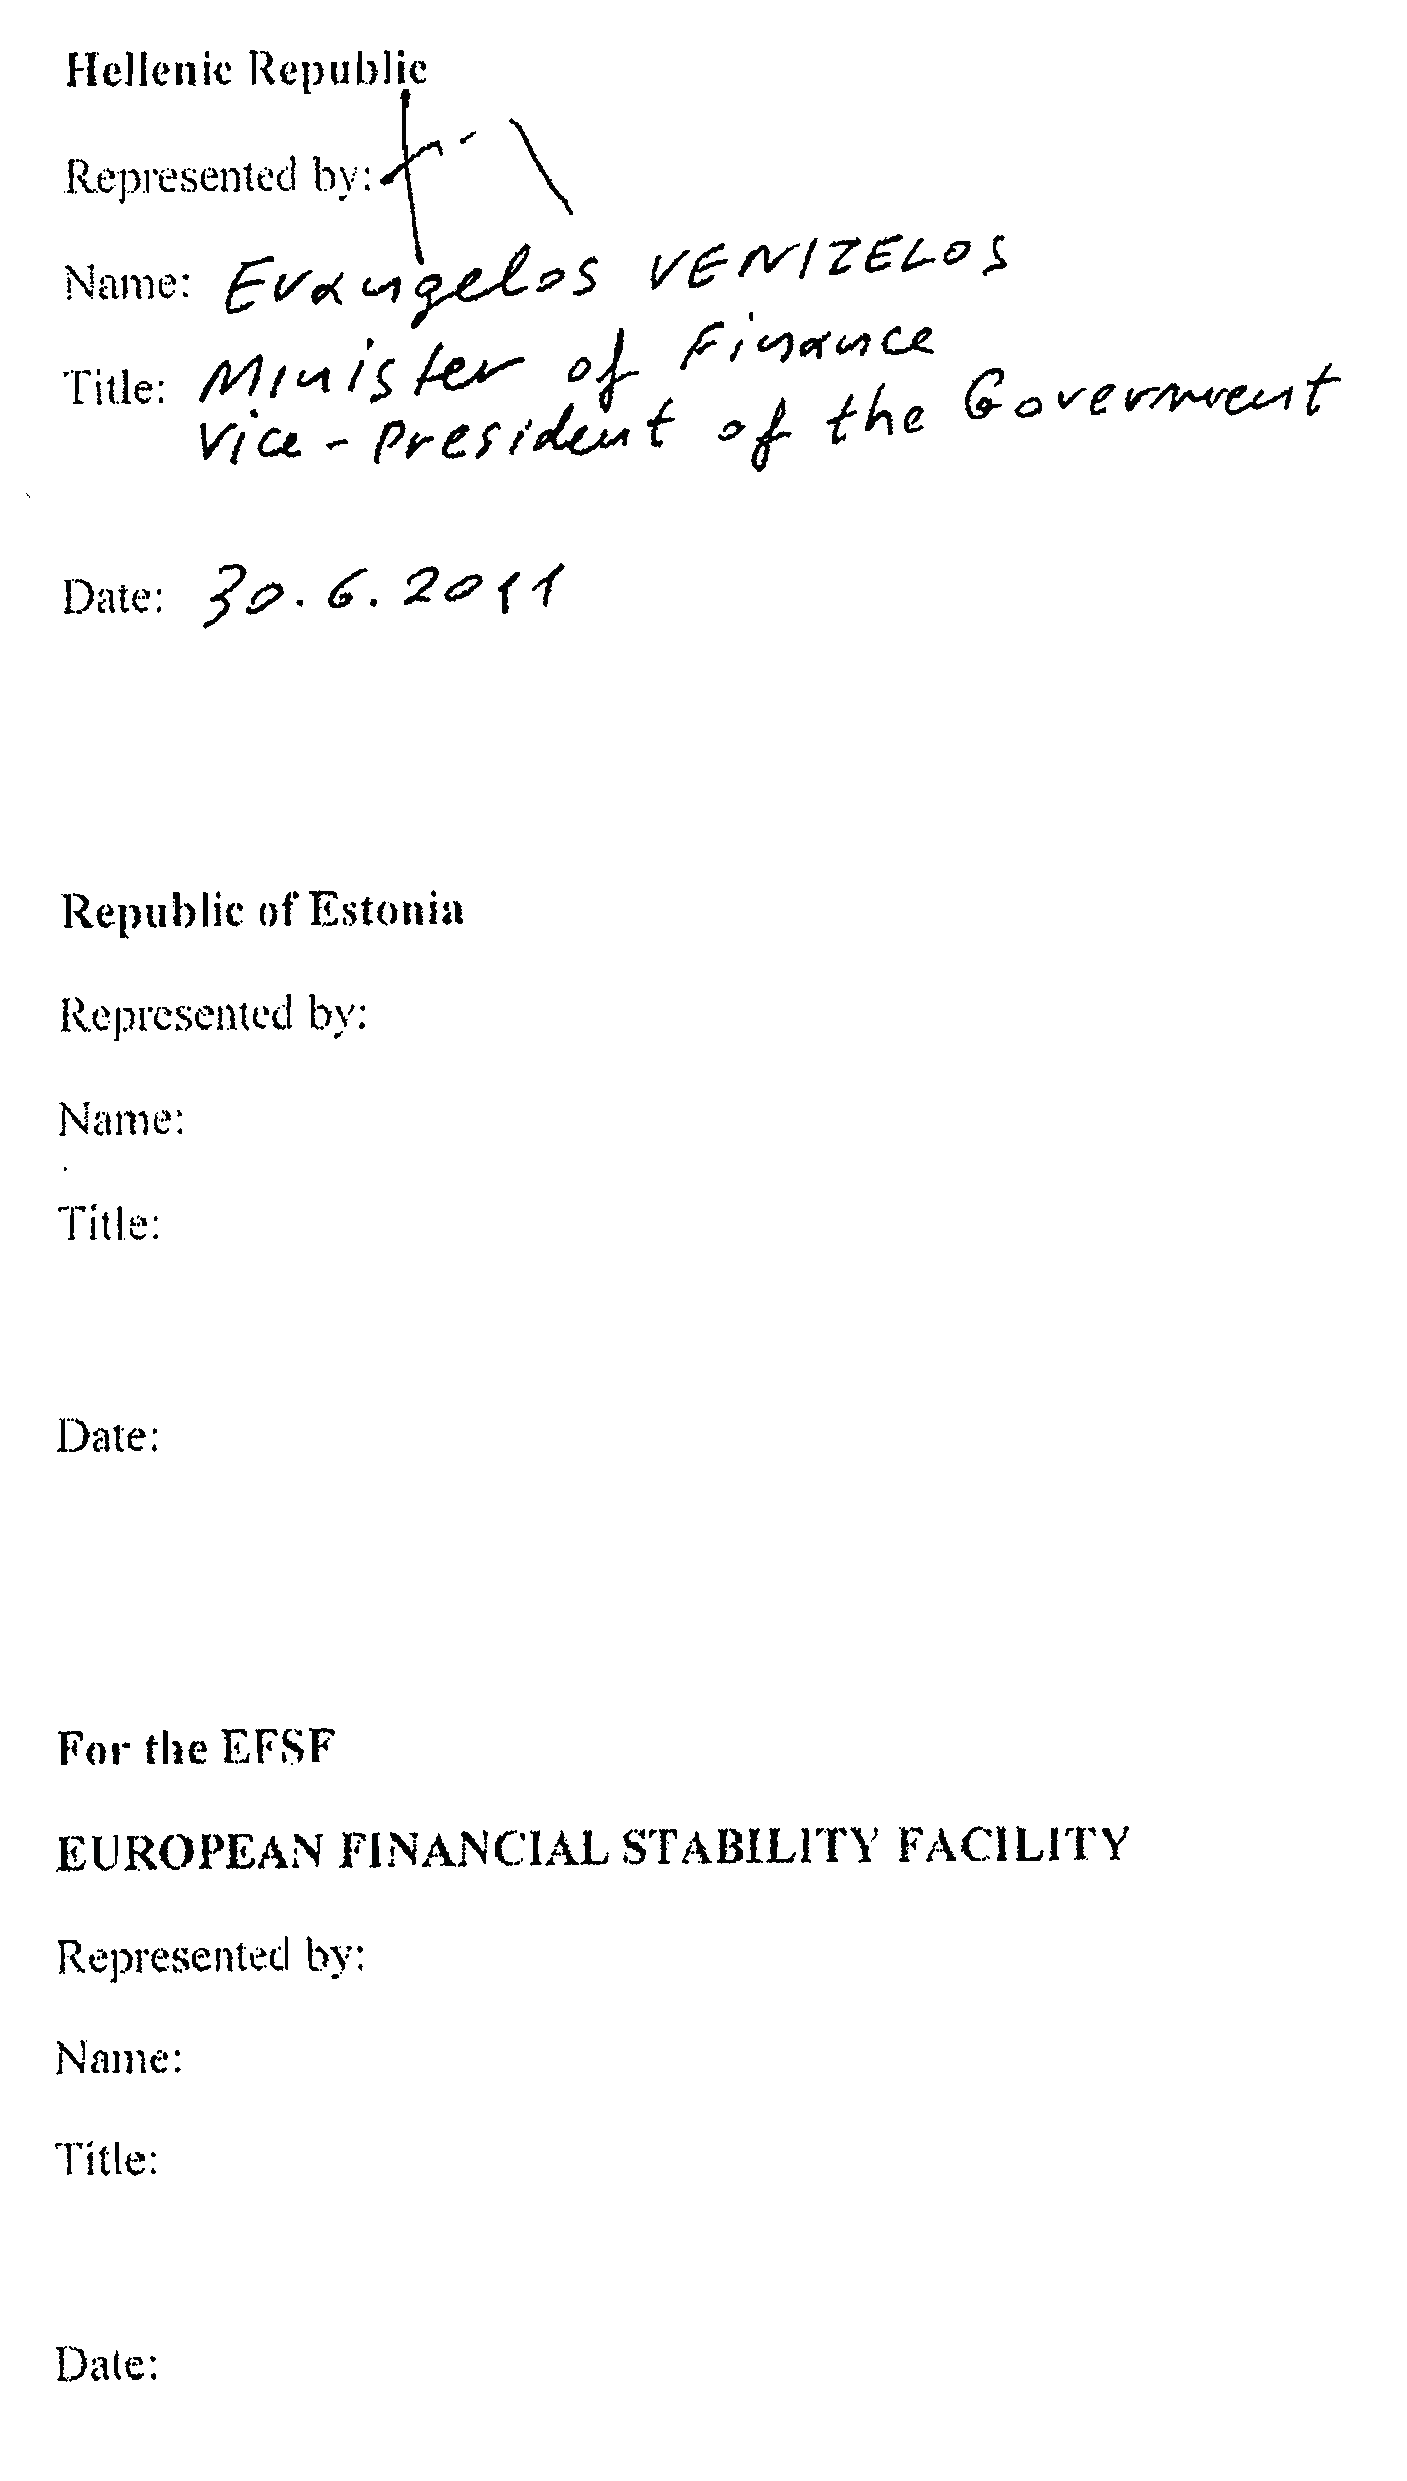 Hellenic Republic
Represented by:
Name: Evangelos VENIZELOS
Title: Minister of Finance
Vice-President of the Government
Date: 30.6.2011
Republic of Estonia
Represented by:
Name:
Title:
Date:
For the EFSF
EUROPEAN FINANCIAL STABILITY FACILITY
Represented by:
Name:
Title:
Date: